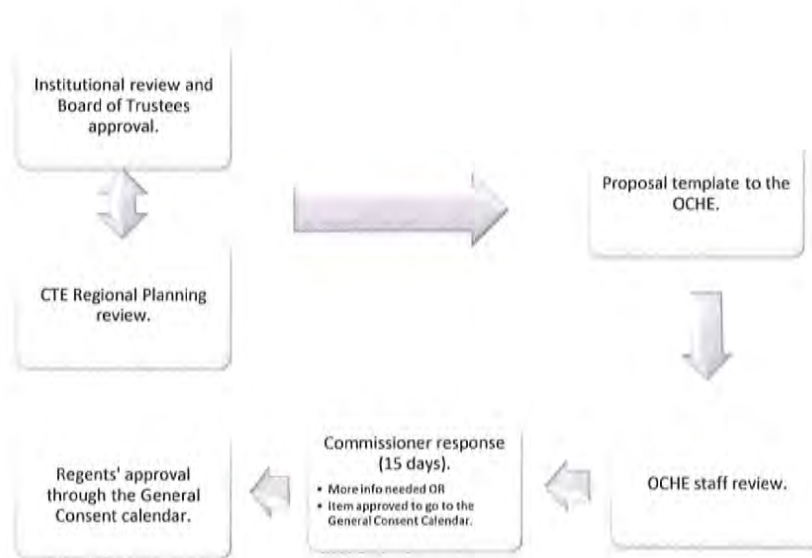 Institutional review and
Board of Trustees
approval.
CTE Regional Planning
review.
Proposal template to the
OCHE.
OCHE staff review.
Commissioner response
(15 days).
• More info needed OR
• Item approved to go to the
General Consent Calendar.
Regents' approval
through the General
Consent calendar.